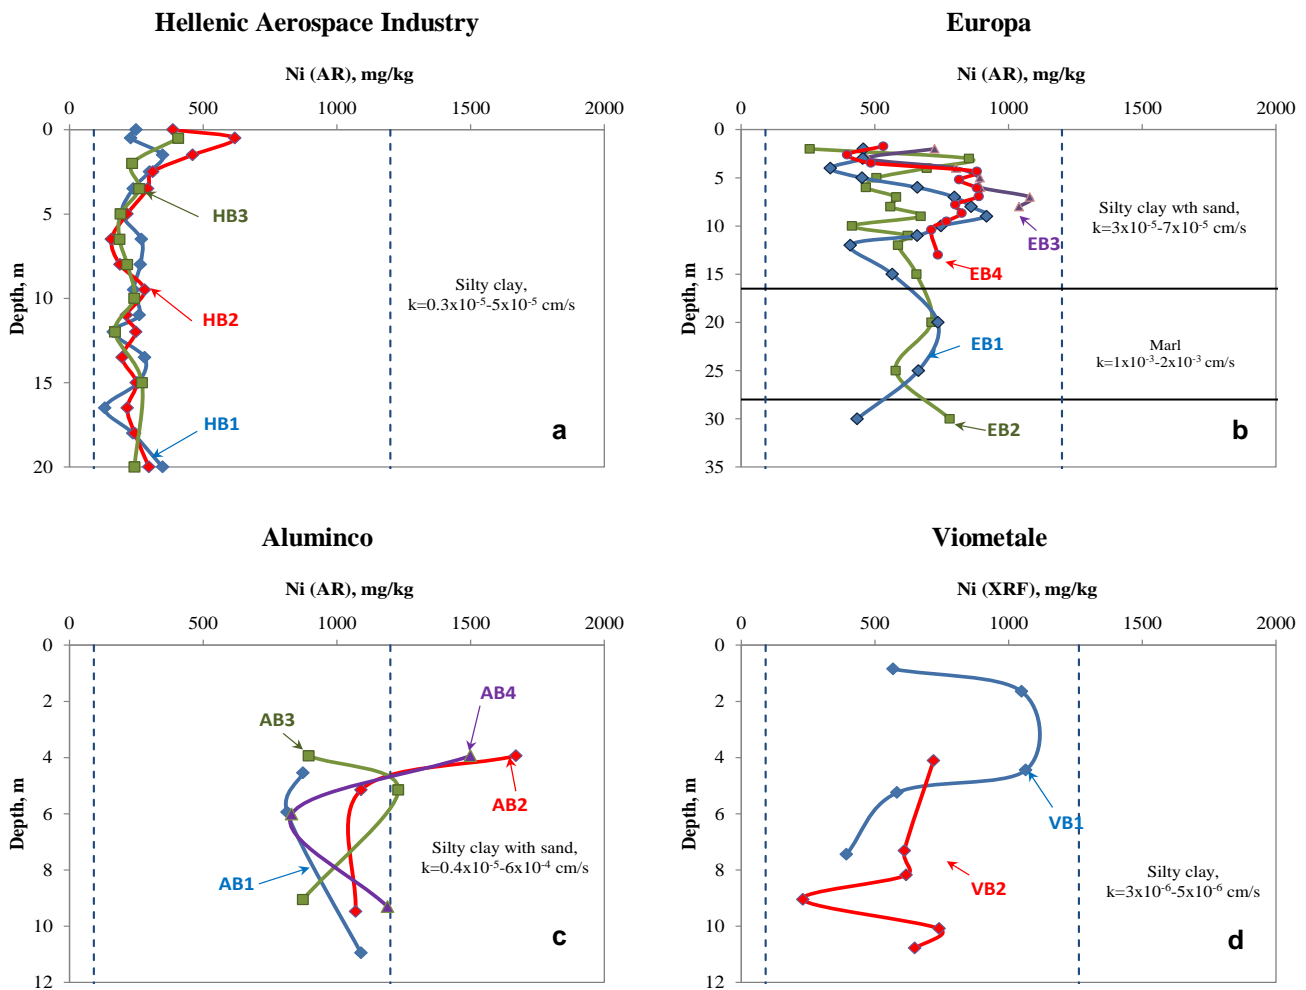 Hellenic Aerospace Industry
Ni (AR), mg/kg
0 500 1000 1500 2000
0
5
10
15
20
Depth, m
HB3
HB2
HB1
Silty clay,
k=0.3x10⁻⁵-5x10⁻⁵ cm/s
a
Europa
Ni (AR), mg/kg
0 500 1000 1500 2000
0
5
10
15
20
25
30
35
Depth, m
Silty clay wth sand,
k=3x10⁻⁵-7x10⁻⁵ cm/s
EB3
EB4
EB1
Marl
k=1x10⁻³-2x10⁻³ cm/s
EB2
b
Aluminco
Ni (AR), mg/kg
0 500 1000 1500 2000
0
2
4
6
8
10
12
Depth, m
AB4
AB3
AB2
AB1
Silty clay with sand,
k=0.4x10⁻⁵-6x10⁻⁴ cm/s
c
Viometale
Ni (XRF), mg/kg
0 500 1000 1500 2000
0
2
4
6
8
10
12
Depth, m
VB1
VB2
Silty clay,
k=3x10⁻⁶-5x10⁻⁶ cm/s
d